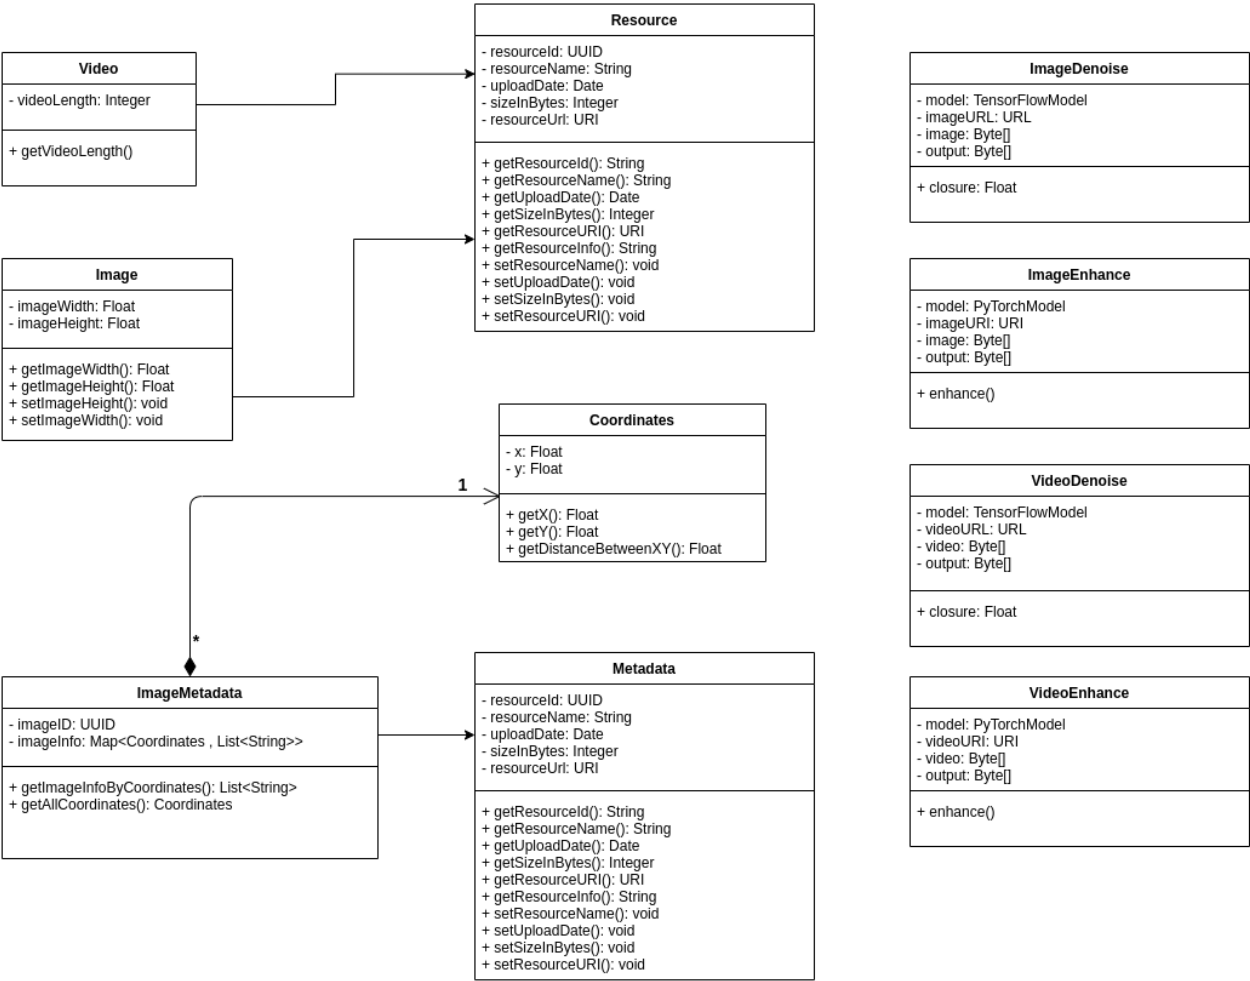 Resource
- resourceId: UUID
- resourceName: String
- uploadDate: Date
- sizeInBytes: Integer
- resourceUrl: URI
+ getResourceId(): String
+ getResourceName(): String
+ getUploadDate(): Date
+ getSizeInBytes(): Integer
+ getResourceURI(): URI
+ getResourceInfo(): String
+ setResourceName(): void
+ setUploadDate(): void
+ setSizeInBytes(): void
+ setResourceURI(): void
Video
- videoLength: Integer
+ getVideoLength()
Image
- imageWidth: Float
- imageHeight: Float
+ getImageWidth(): Float
+ getImageHeight(): Float
+ setImageHeight(): void
+ setImageWidth(): void
Coordinates
- x: Float
- y: Float
+ getX(): Float
+ getY(): Float
+ getDistanceBetweenXY(): Float
1
*
ImageMetadata
- imageID: UUID
- imageInfo: Map<Coordinates , List<String>>
+ getImageInfoByCoordinates(): List<String>
+ getAllCoordinates(): Coordinates
Metadata
- resourceId: UUID
- resourceName: String
- uploadDate: Date
- sizeInBytes: Integer
- resourceUrl: URI
+ getResourceId(): String
+ getResourceName(): String
+ getUploadDate(): Date
+ getSizeInBytes(): Integer
+ getResourceURI(): URI
+ getResourceInfo(): String
+ setResourceName(): void
+ setUploadDate(): void
+ setSizeInBytes(): void
+ setResourceURI(): void
ImageDenoise
- model: TensorFlowModel
- imageURL: URL
- image: Byte[]
- output: Byte[]
+ closure: Float
ImageEnhance
- model: PyTorchModel
- imageURI: URI
- image: Byte[]
- output: Byte[]
+ enhance()
VideoDenoise
- model: TensorFlowModel
- videoURL: URL
- video: Byte[]
- output: Byte[]
+ closure: Float
VideoEnhance
- model: PyTorchModel
- videoURI: URI
- video: Byte[]
- output: Byte[]
+ enhance()